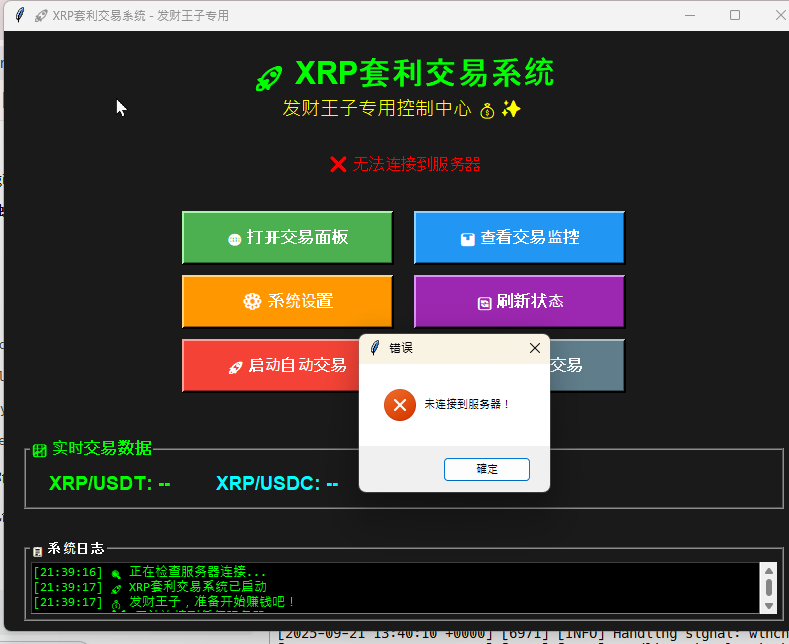 XRP套利交易系统 - 发财王子专用
XRP套利交易系统
发财王子专用控制中心
无法连接到服务器
打开交易面板
查看交易监控
系统设置
刷新状态
启动自动交易
交易
错误
未连接到服务器！
確定
实时交易数据
XRP/USDT: --
XRP/USDC: --
系统日志
[21:39:16] 正在检查服务器连接...
[21:39:17] XRP套利交易系统已启动
[21:39:17] 发财王子，准备开始赚钱吧！
[2025-09-21 13:40:10 +0000] [6971] [INFO] Handling signal: winch